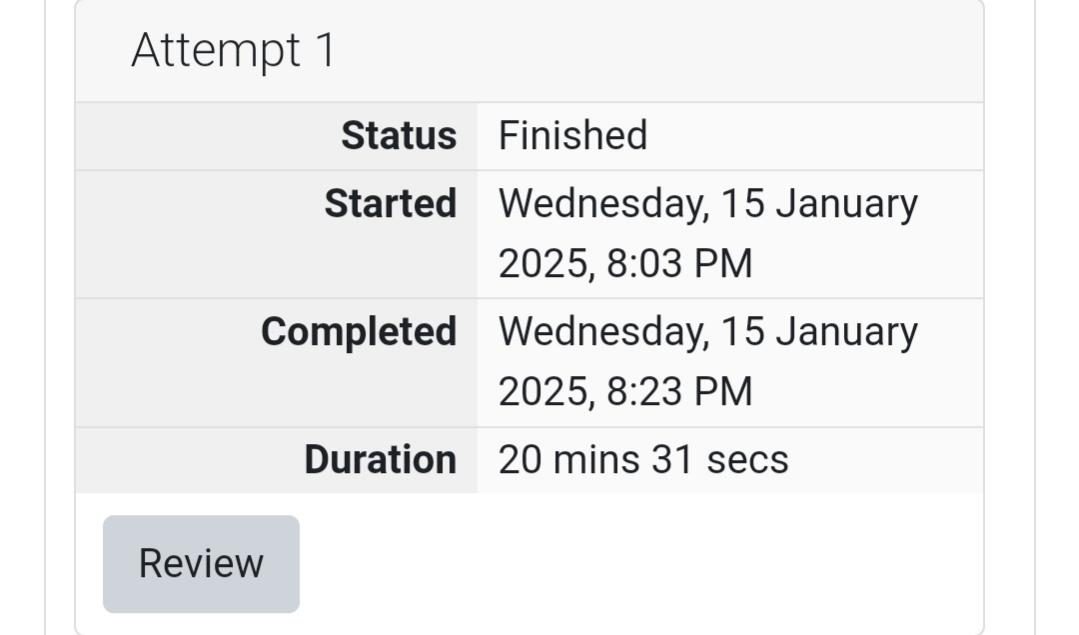 Attempt 1
Status Finished
Started Wednesday, 15 January
2025, 8:03 PM
Completed Wednesday, 15 January
2025, 8:23 PM
Duration 20 mins 31 secs
Review